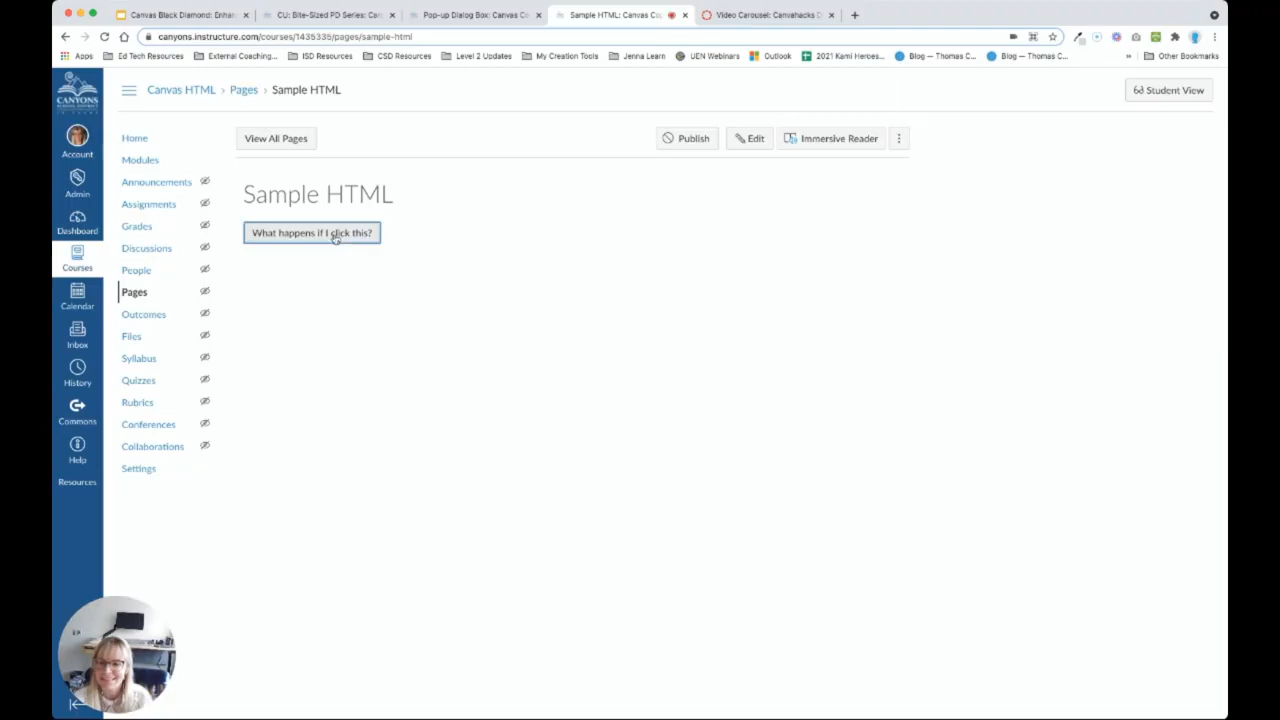 Canvas Black Diamond: Enhan
CU: Bite-Sized PD Series: Can
Pop-up Dialog Box: Canvas Co
Sample HTML: Canvas Co
Video Carousel: Canvahacks D
canyons.instructure.com/courses/1435335/pages/sample-html
Apps
Ed Tech Resources
External Coaching...
ISD Resources
CSD Resources
Level 2 Updates
My Creation Tools
Jenna Learn
UEN Webinars
Outlook
2021 Kami Heroes...
Blog — Thomas C...
Blog — Thomas C...
»
Other Bookmarks
CANYONS
SCHOOL DISTRICT
Canvas HTML › Pages › Sample HTML
Student View
Account
Admin
Dashboard
Courses
Calendar
Inbox
History
Commons
Help
Resources
Home
Modules
Announcements
Assignments
Grades
Discussions
People
Pages
Outcomes
Files
Syllabus
Quizzes
Rubrics
Conferences
Collaborations
Settings
View All Pages
Publish
Edit
Immersive Reader
Sample HTML
What happens if I click this?